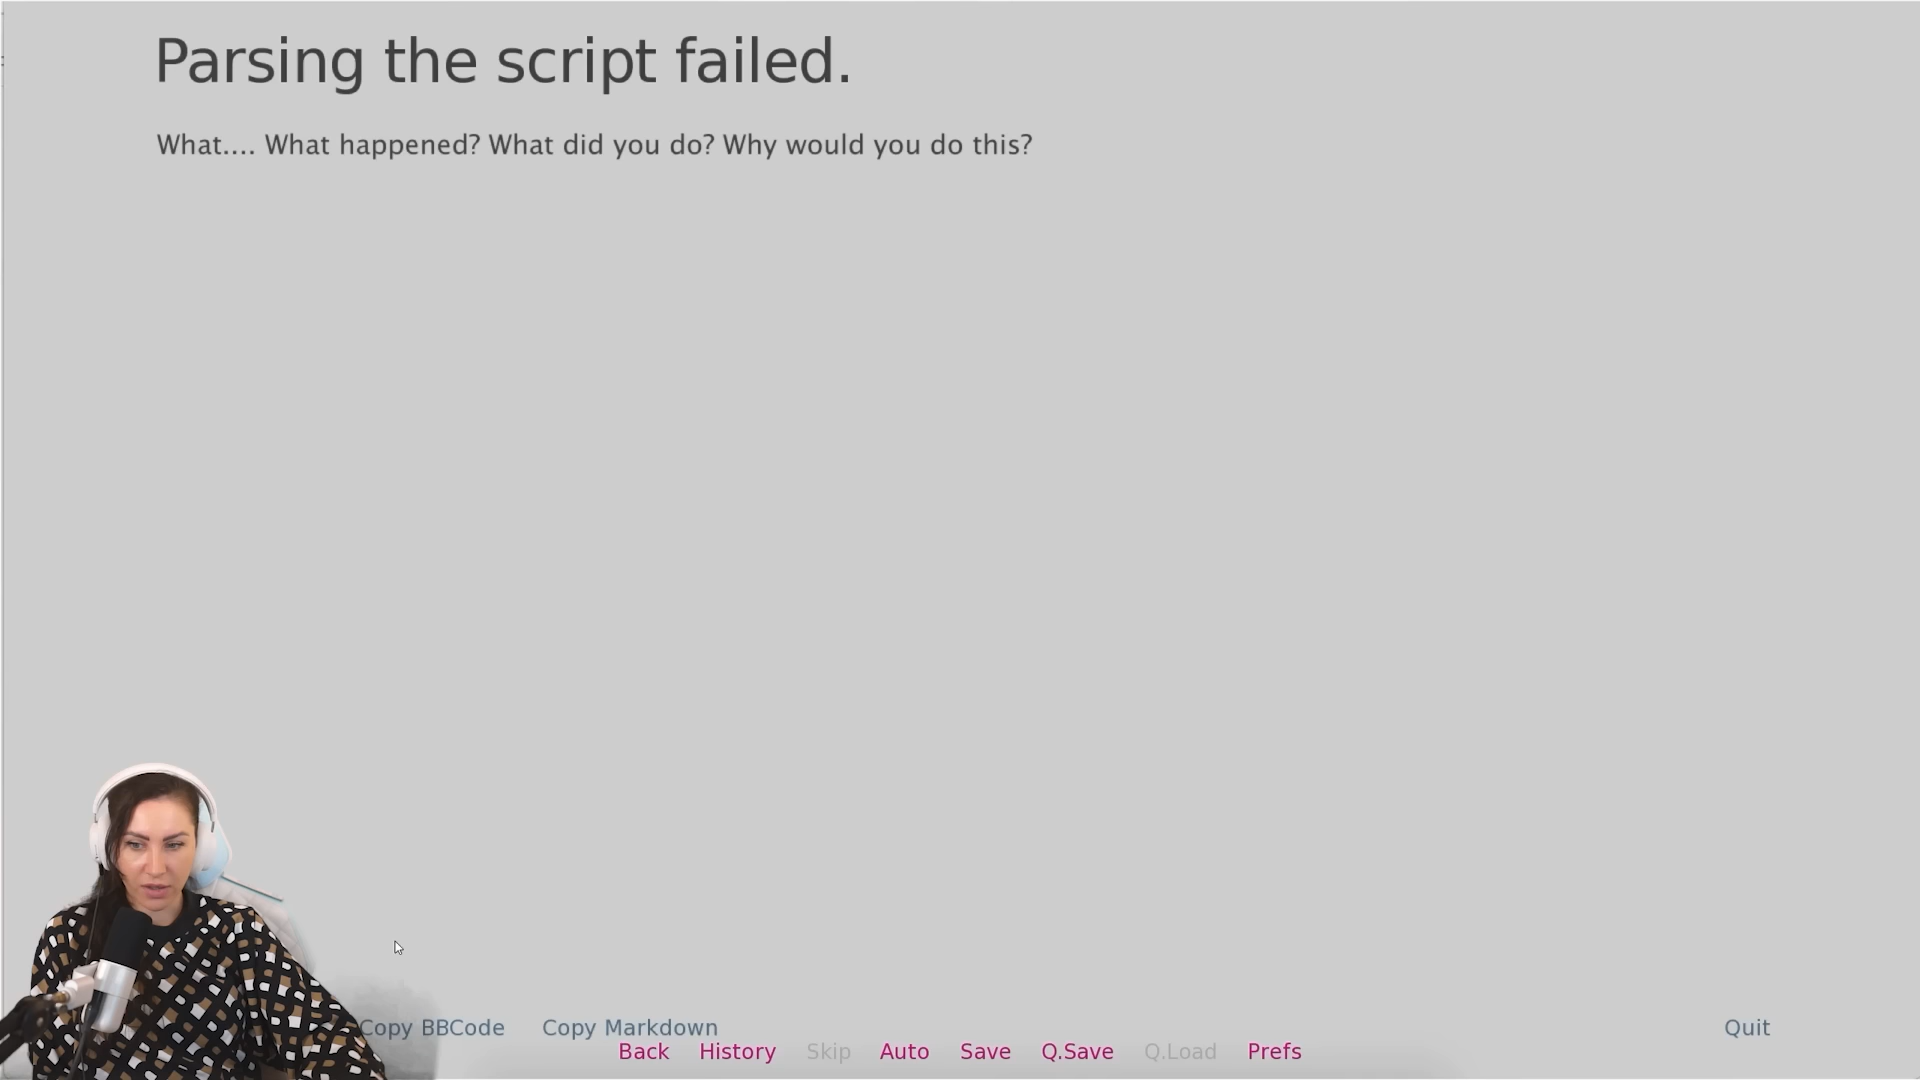 Parsing the script failed.
What.... What happened? What did you do? Why would you do this?
Copy BBCode Copy Markdown Quit
Back History Skip Auto Save Q.Save Q.Load Prefs